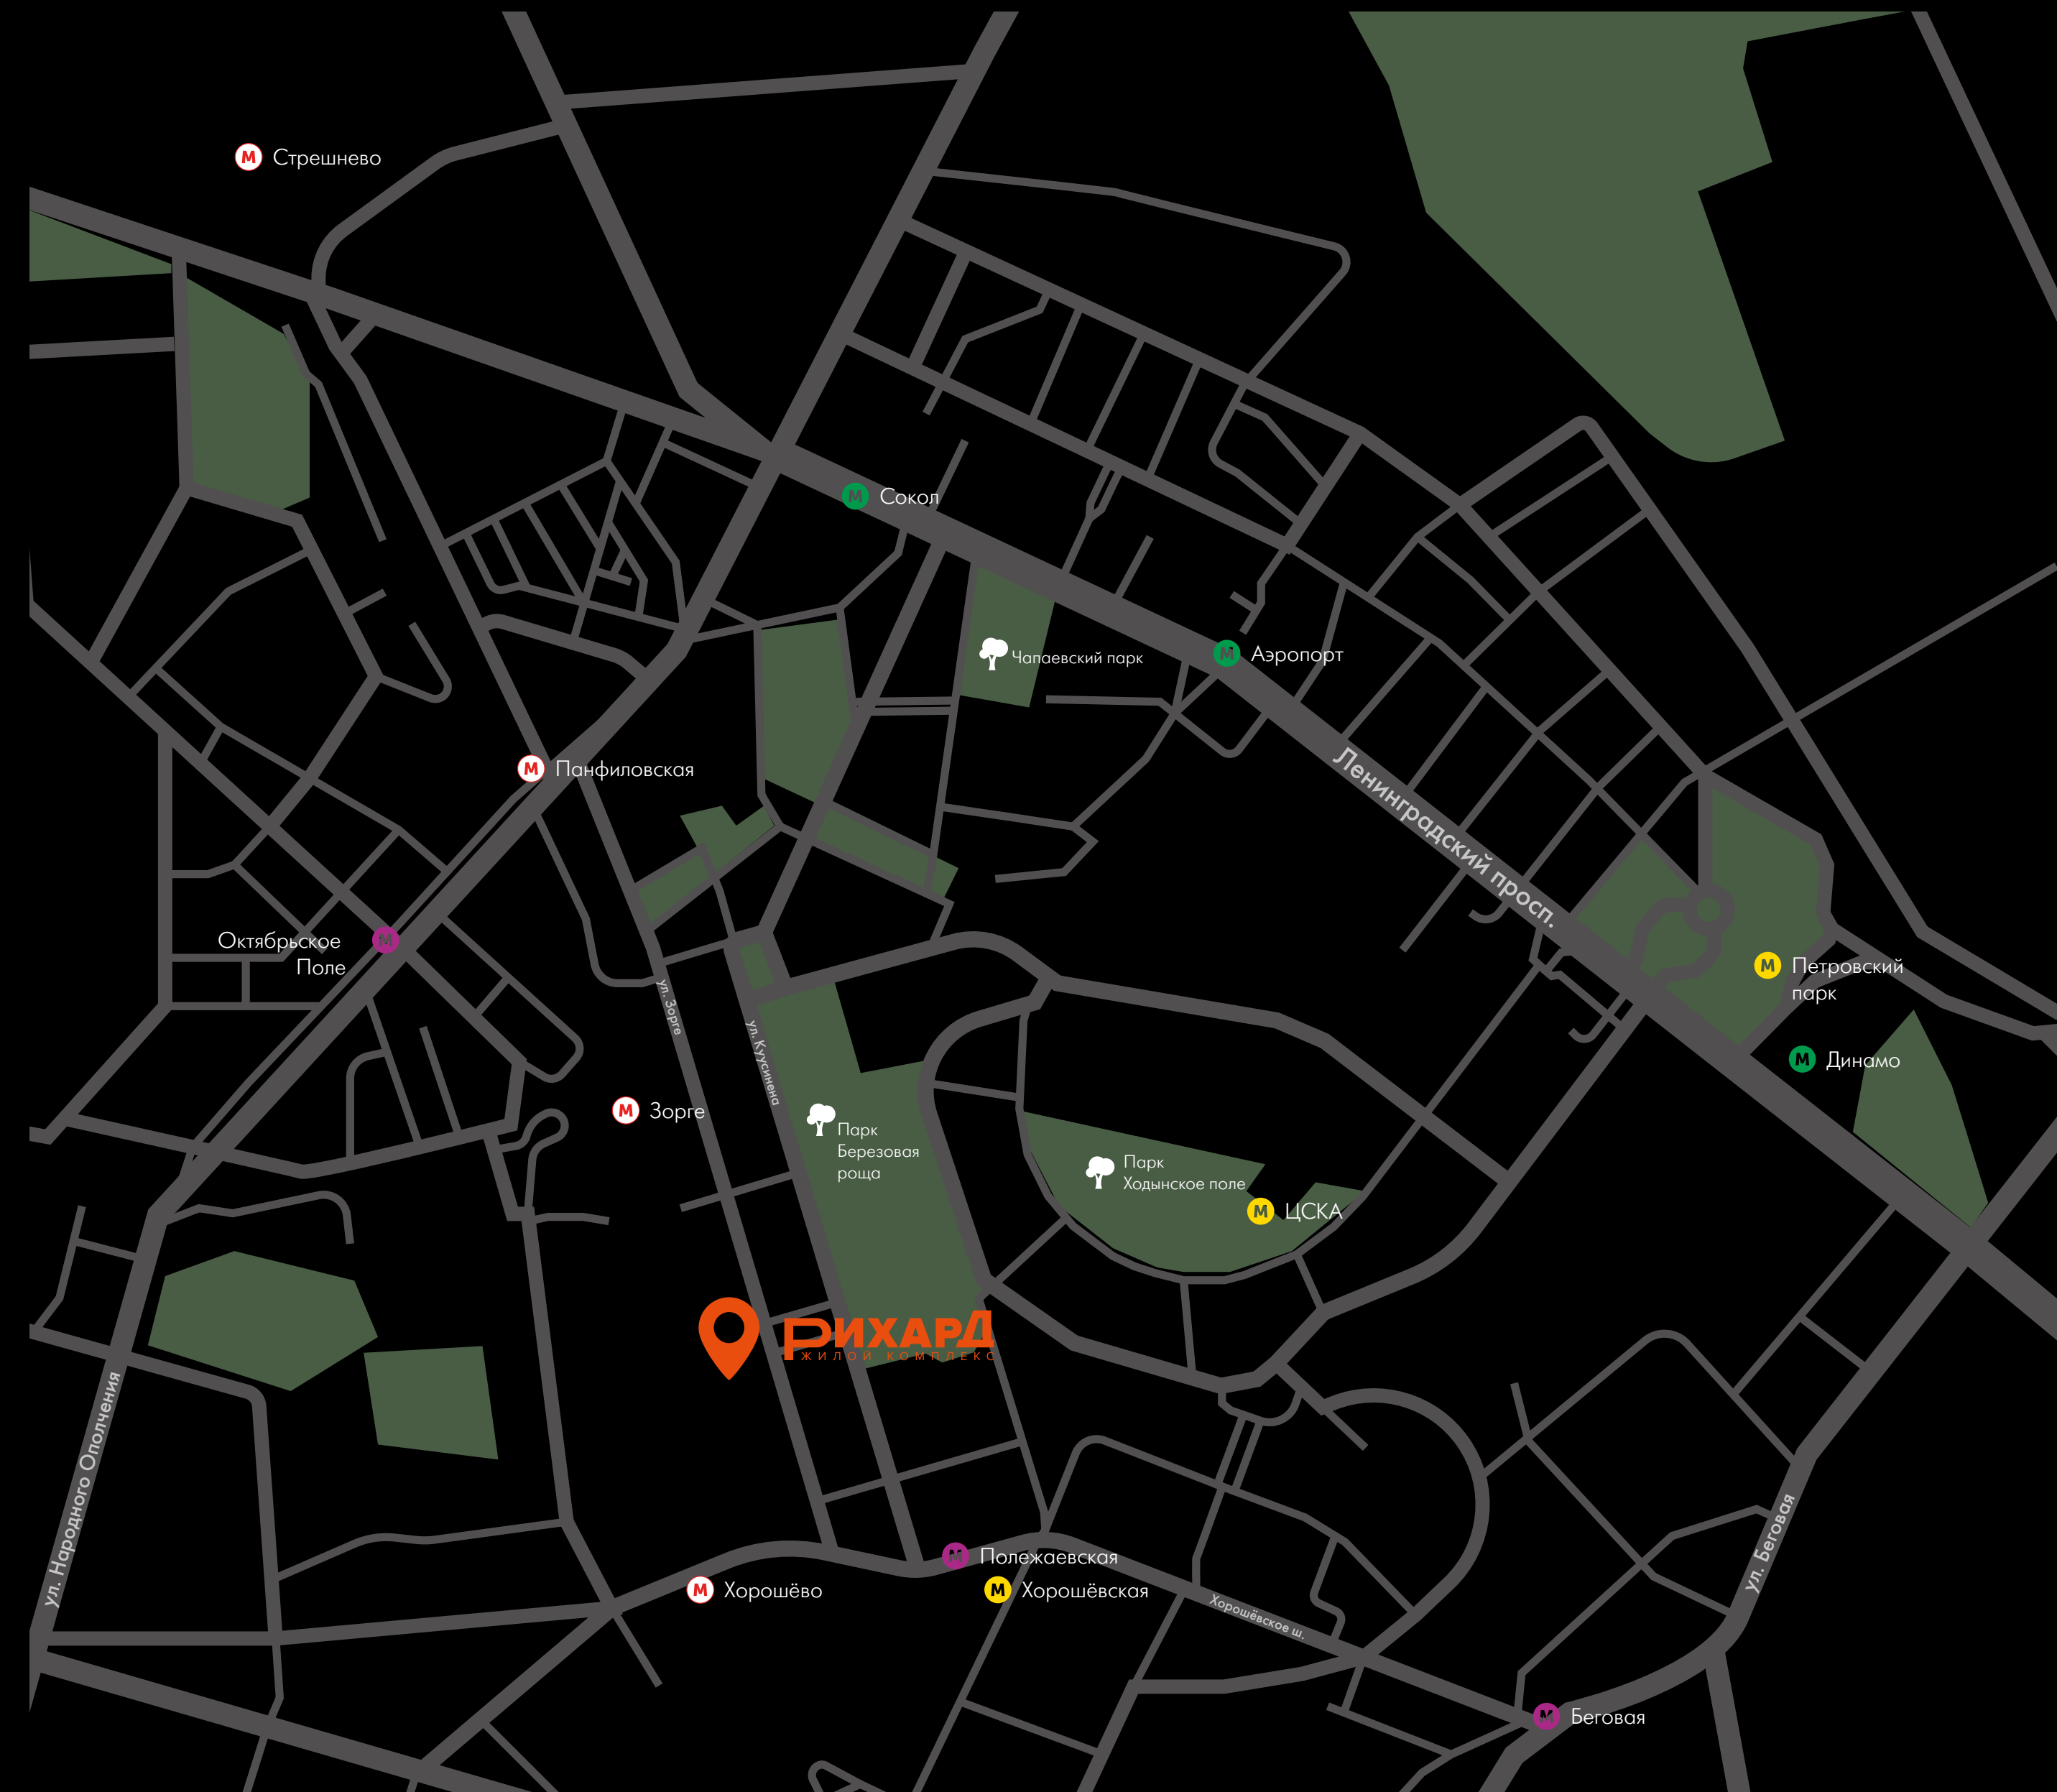 М Стрешнево
М Сокол
Чапаевский парк
М Аэропорт
Ленинградский просп.
М Панфиловская
Октябрьское М
Поле
М Петровский
парк
М Динамо
ул. Зорге
ул. Куусинена
М Зорге
Парк
Березовая
роща
Парк
Ходынское поле
М ЦСКА
РИХАРД
ЖИЛОЙ КОМПЛЕКС
ул. Народного Ополчения
ул. Беговая
М Полежаевская
М Хорошёво
М Хорошёвская
Хорошёвское ш.
М Беговая